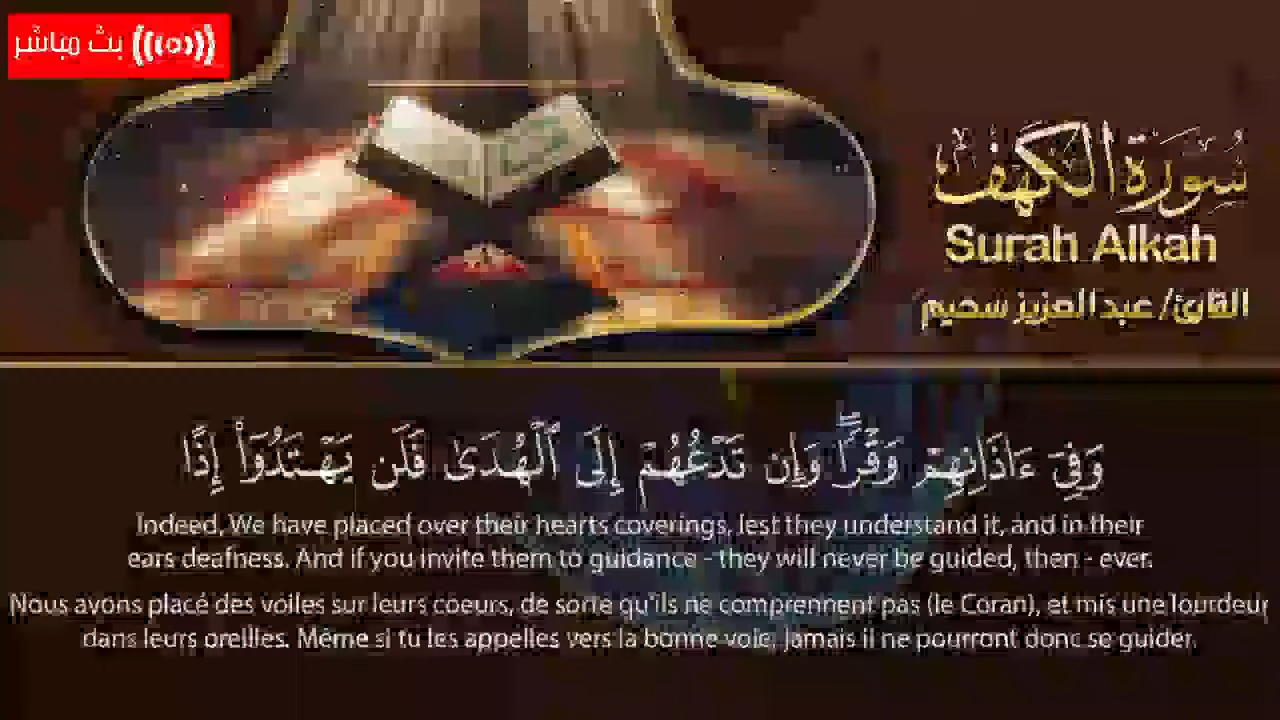 بث مباشر
سُورَة الكَهف
Surah Alkah
القارئ/ عبد العزيز سحيم
وَفِىٓ ءَاذَانِهِمْ وَقْرًۭا وَإِن تَدْعُهُمْ إِلَى ٱلْهُدَىٰ فَلَن يَهْتَدُوٓا۟ إِذًا
Indeed, We have placed over their hearts coverings, lest they understand it, and in their
ears deafness. And if you invite them to guidance - they will never be guided, then - ever.
Nous avons placé des voiles sur leurs coeurs, de sorte qu'ils ne comprennent pas (le Coran), et mis une lourdeur
dans leurs oreilles. Même si tu les appelles vers la bonne voie, jamais il ne pourront donc se guider.